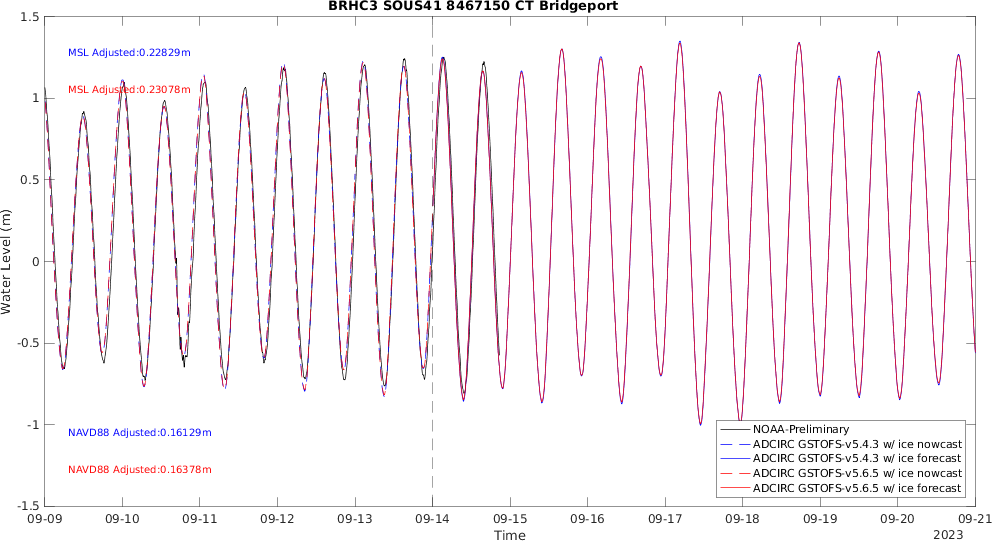 BRHC3 SOUS41 8467150 CT Bridgeport
1.5
1
0.5
0
-0.5
-1
-1.5
Water Level (m)
MSL Adjusted:0.22829m
MSL Adjusted:0.23078m
NAVD88 Adjusted:0.16129m
NAVD88 Adjusted:0.16378m
NOAA-Preliminary
ADCIRC GSTOFS-v5.4.3 w/ ice nowcast
ADCIRC GSTOFS-v5.4.3 w/ ice forecast
ADCIRC GSTOFS-v5.6.5 w/ ice nowcast
ADCIRC GSTOFS-v5.6.5 w/ ice forecast
09-09 09-10 09-11 09-12 09-13 09-14 09-15 09-16 09-17 09-18 09-19 09-20 09-21
Time
2023